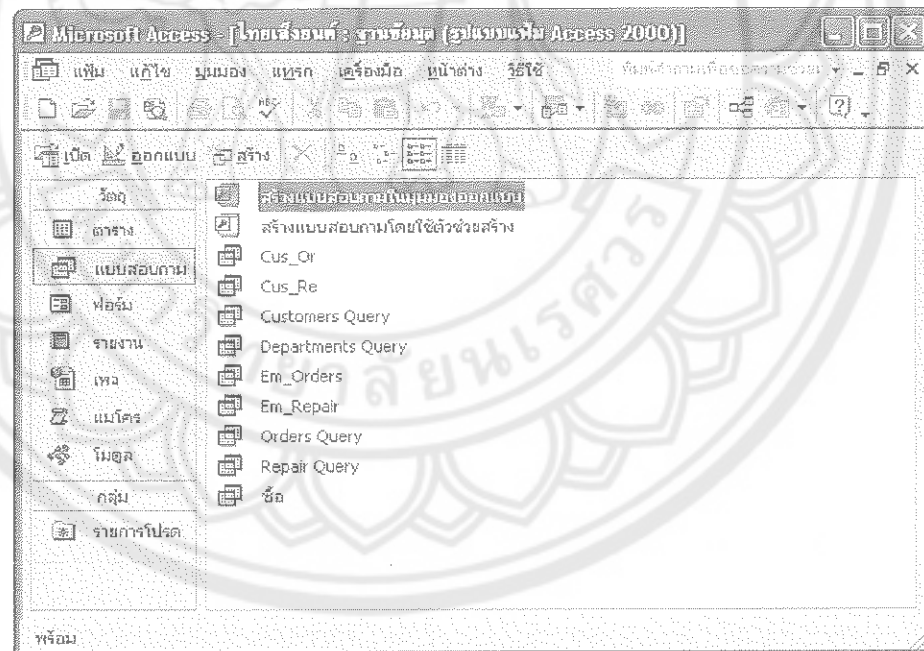 Microsoft Access - [ไทยเส็งยนต์ : ฐานข้อมูล (รูปแบบแฟ้ม Access 2000)]
แฟ้ม แก้ไข มุมมอง แทรก เครื่องมือ หน้าต่าง วิธีใช้
เปิด ออกแบบ สร้าง
วัตถุ
ตาราง
แบบสอบถาม
ฟอร์ม
รายงาน
เพจ
แมโคร
โมดูล
กลุ่ม
รายการโปรด
สร้างแบบสอบถามในมุมมองออกแบบ
สร้างแบบสอบถามโดยใช้ตัวช่วยสร้าง
Cus_Or
Cus_Re
Customers Query
Departments Query
Em_Orders
Em_Repair
Orders Query
Repair Query
ซื้อ
พร้อม